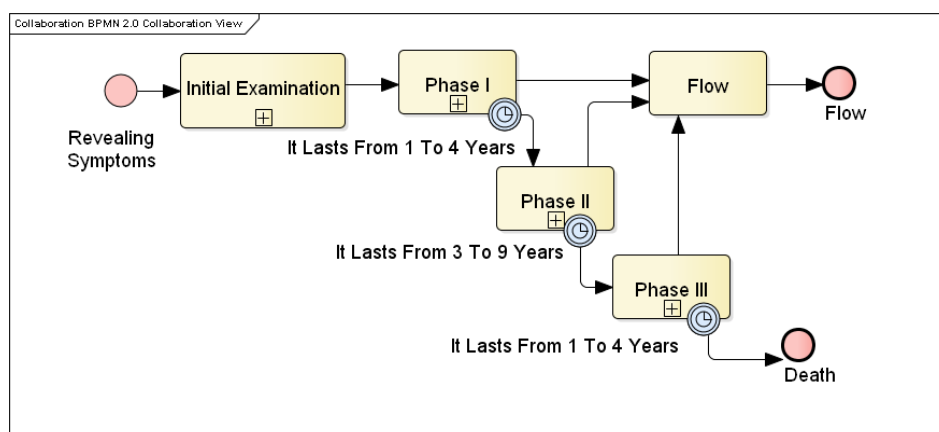 Collaboration BPMN 2.0 Collaboration View
Initial Examination
Phase I
Flow
Revealing
Symptoms
Flow
It Lasts From 1 To 4 Years
Phase II
It Lasts From 3 To 9 Years
Phase III
It Lasts From 1 To 4 Years
Death